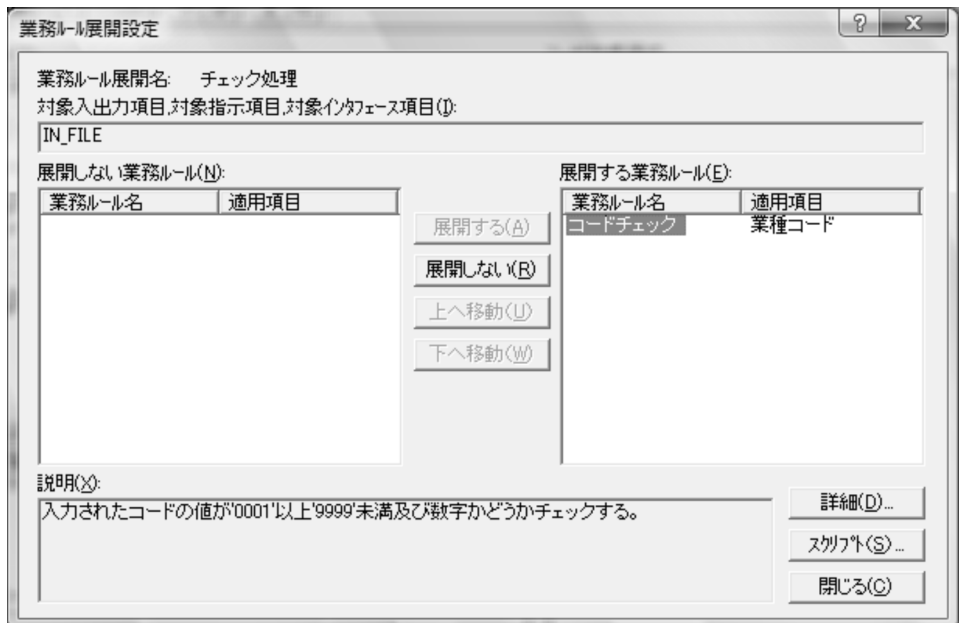 業務ルール展開設定
業務ルール展開名: チェック処理
対象入出力項目,対象指示項目,対象インタフェース項目(I):
IN_FILE
展開しない業務ルール(N):
業務ルール名 適用項目
展開する(A)
展開しない(R)
上へ移動(U)
下へ移動(W)
展開する業務ルール(E):
業務ルール名 適用項目
コードチェック 業種コード
説明(X):
入力されたコードの値が'0001'以上'9999'未満及び数字かどうかチェックする。
詳細(D)...
スクリプト(S)...
閉じる(C)